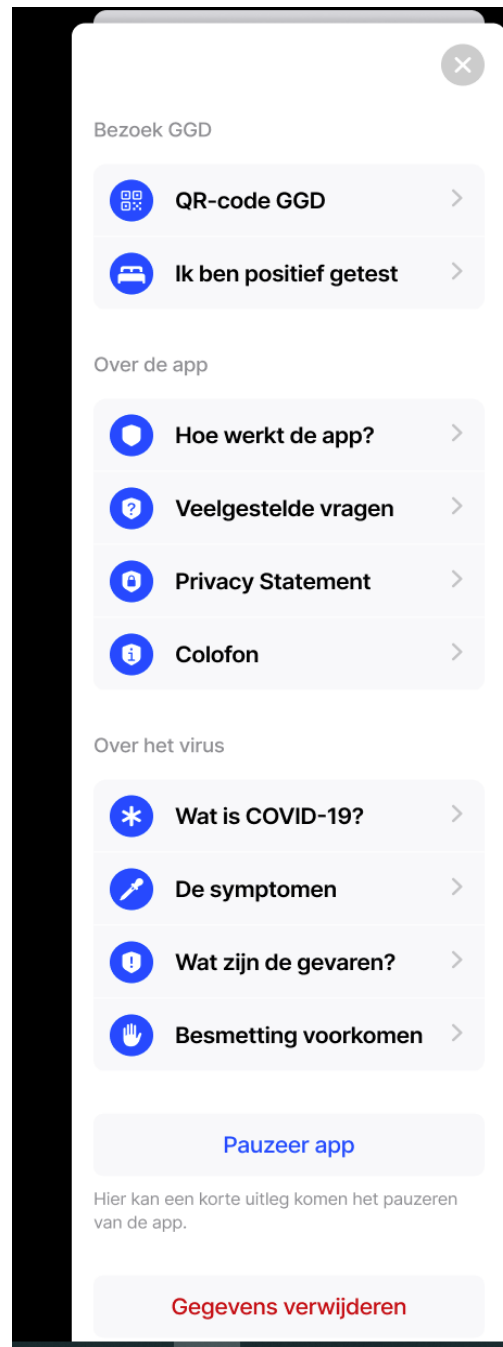 Bezoek GGD
QR-code GGD
Ik ben positief getest
Over de app
Hoe werkt de app?
Veelgestelde vragen
Privacy Statement
Colofon
Over het virus
Wat is COVID-19?
De symptomen
Wat zijn de gevaren?
Besmetting voorkomen
Pauzeer app
Hier kan een korte uitleg komen het pauzeren
van de app.
Gegevens verwijderen